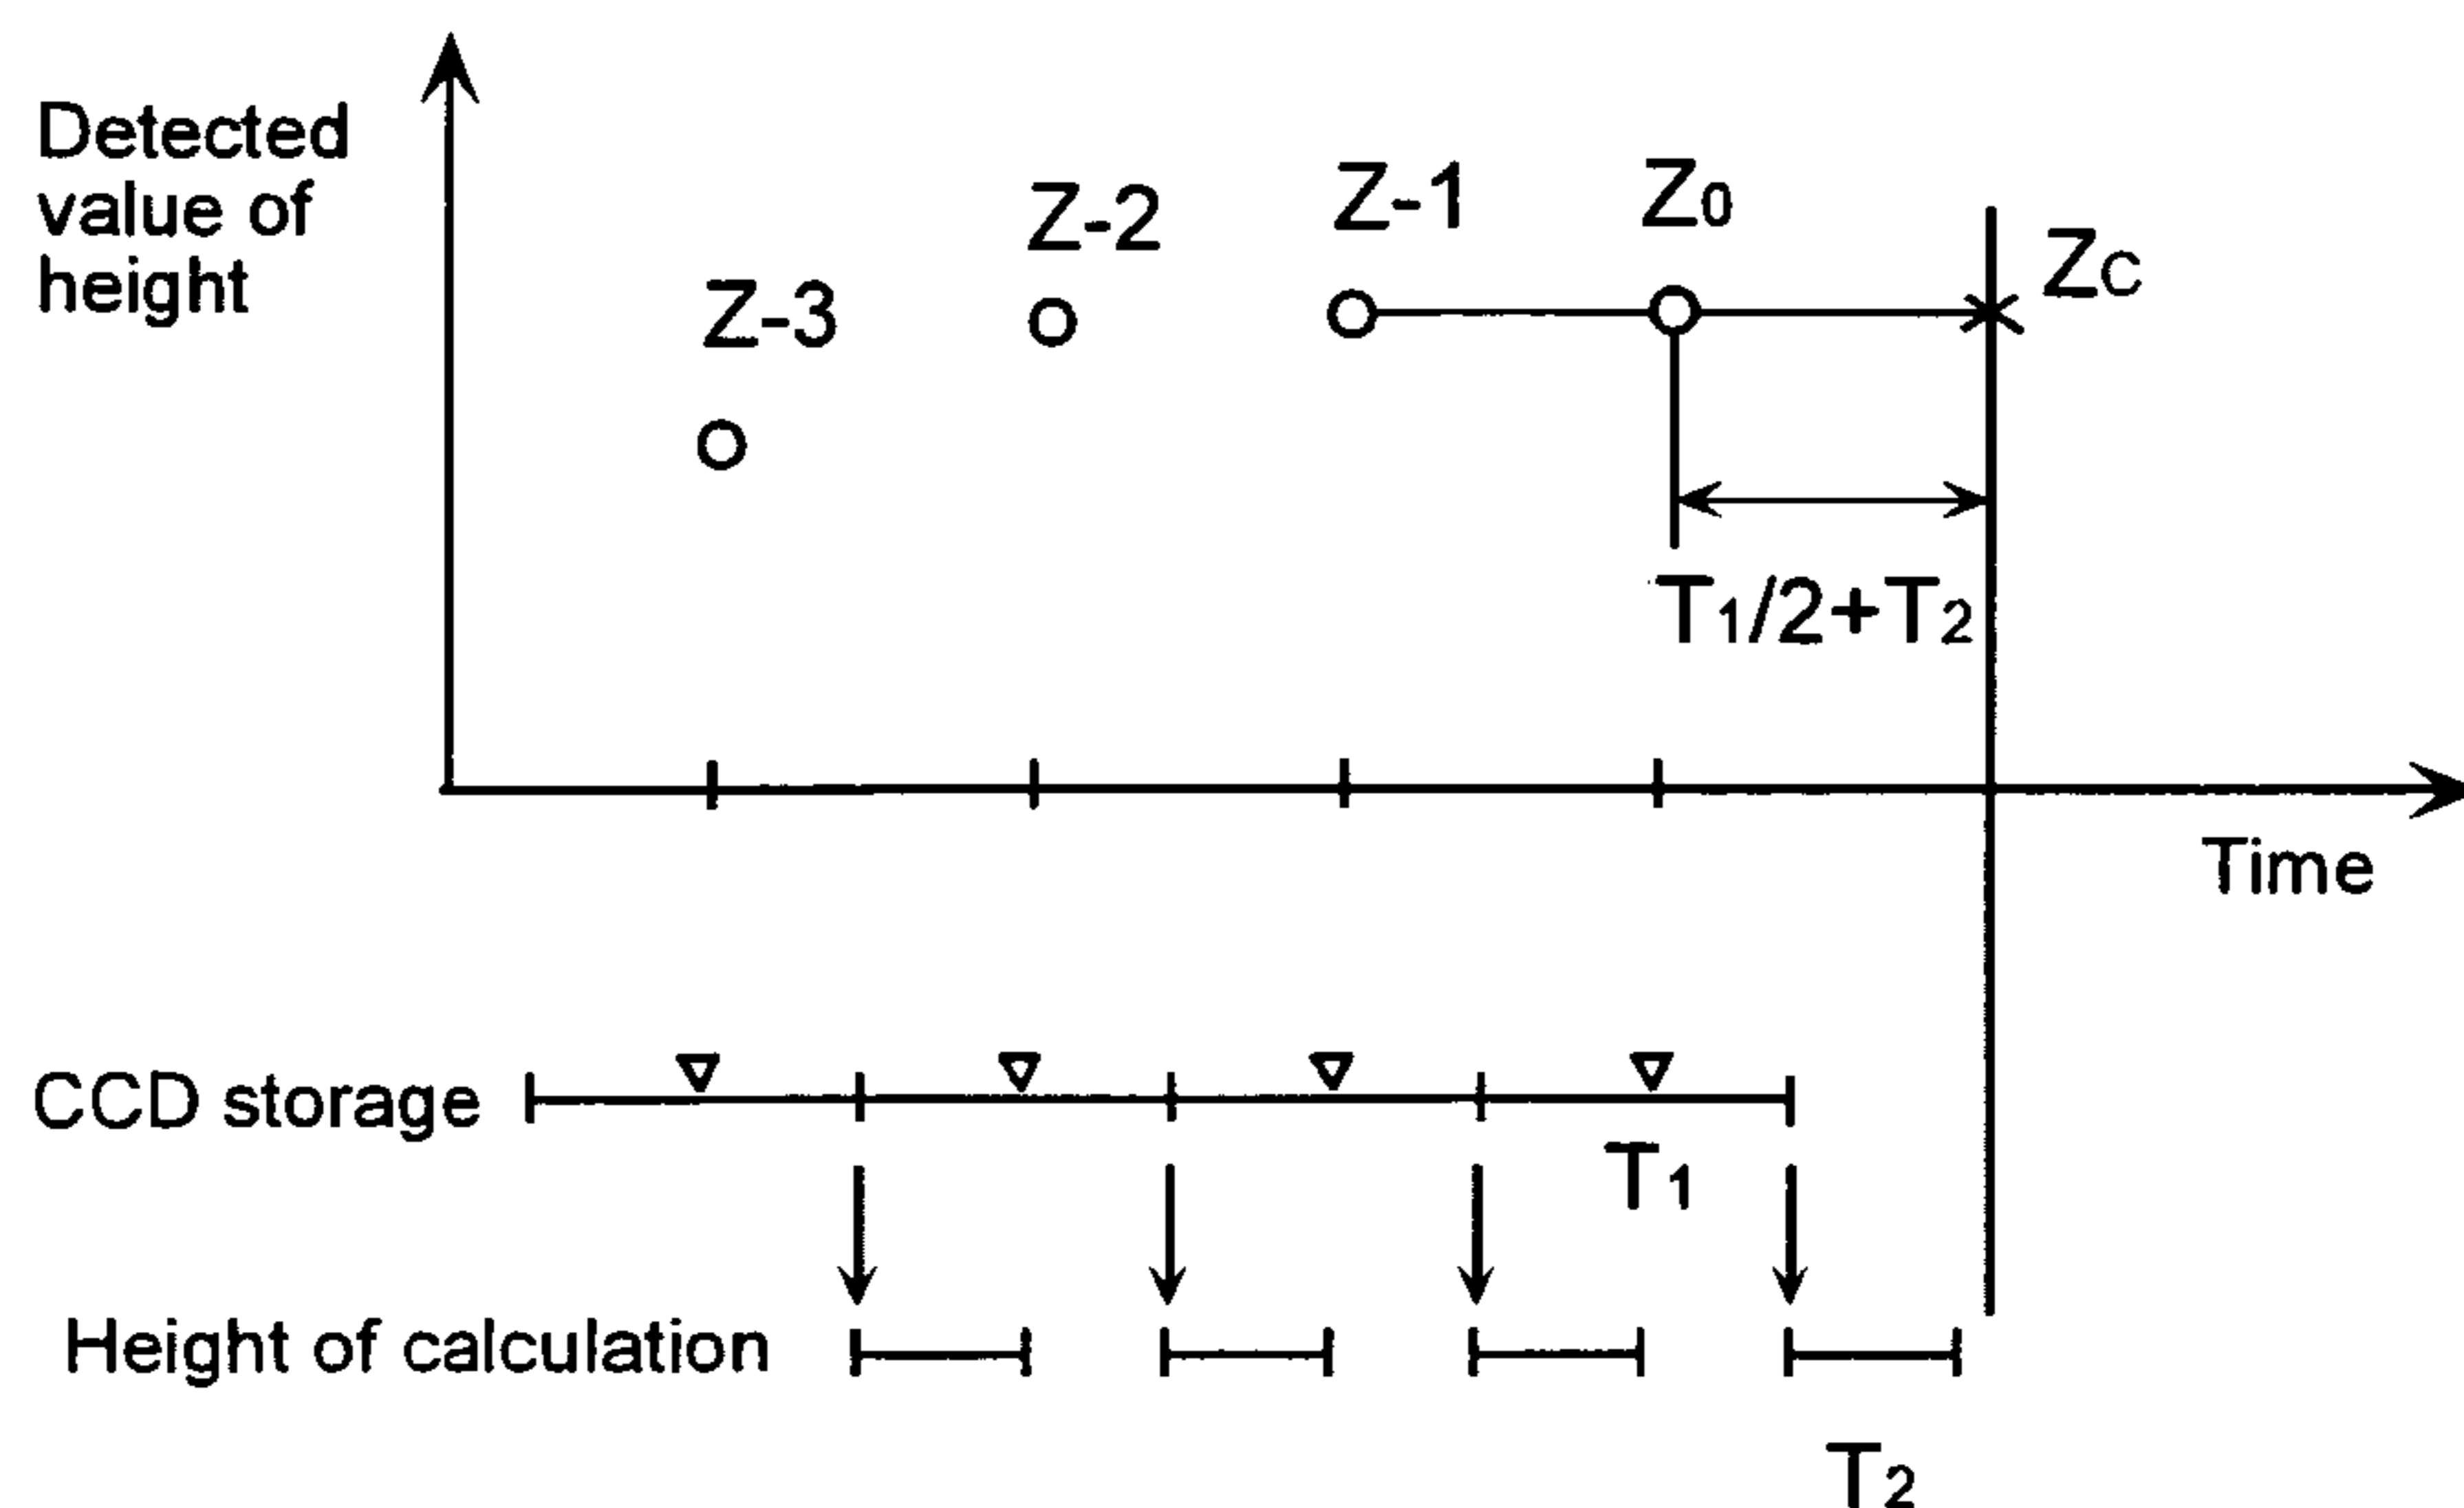 Detected
value of
height
Z-3
Z-2
Z-1
Z0
ZC
T1/2+T2
Time
CCD storage
T1
Height of calculation
T2